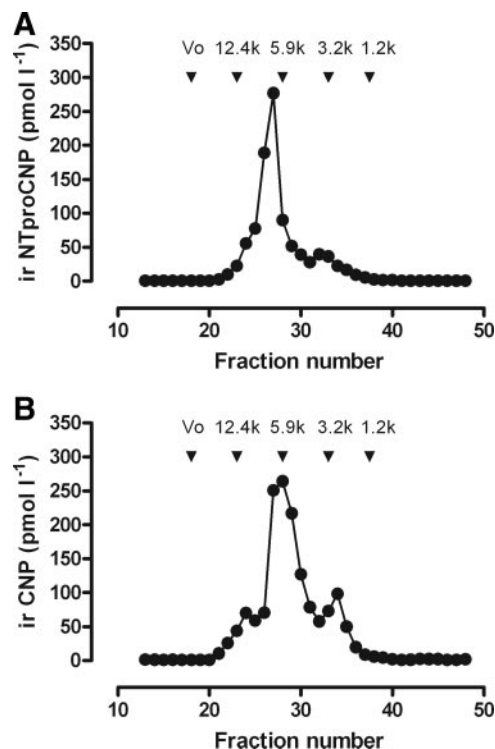 A
Vo 12.4k 5.9k 3.2k 1.2k
350
300
250
200
150
100
50
0
ir NTproCNP (pmol l⁻¹)
10 20 30 40 50
Fraction number
B
Vo 12.4k 5.9k 3.2k 1.2k
350
300
250
200
150
100
50
0
ir CNP (pmol l⁻¹)
10 20 30 40 50
Fraction number